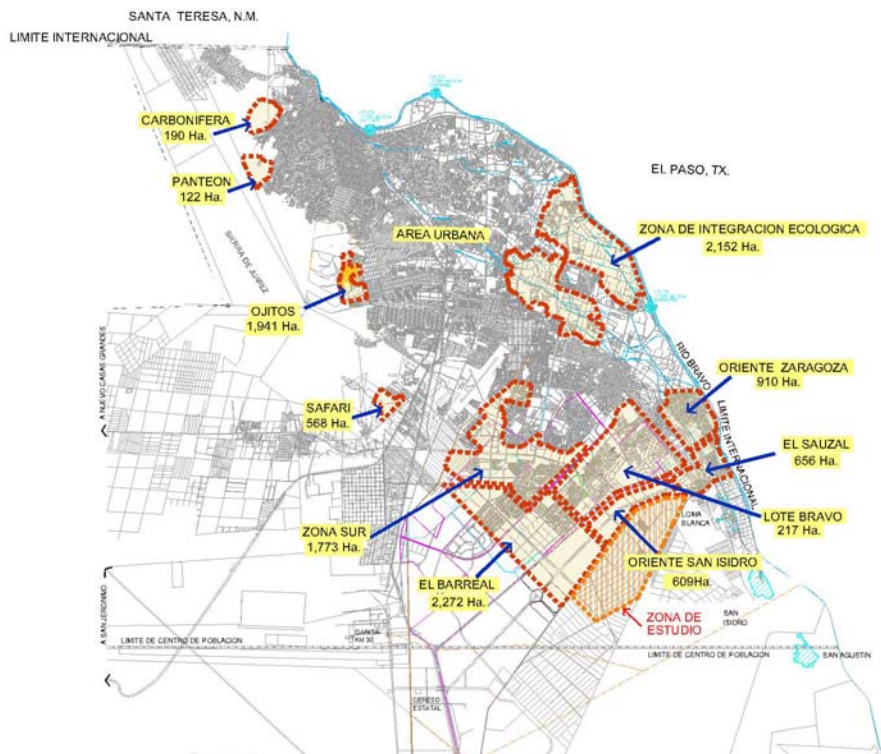 SANTA TERESA, N.M.
LIMITE INTERNACIONAL
CARBONIFERA
190 Ha.
PANTEON
122 Ha.
EL PASO, TX.
AREA URBANA
ZONA DE INTEGRACION ECOLOGICA
2,152 Ha.
SIERRA DE JUAREZ
OJITOS
1,941 Ha.
A NUEVO CASAS GRANDES
RIO BRAVO
ORIENTE ZARAGOZA
910 Ha.
SAFARI
568 Ha.
LIMITE INTERNACIONAL
EL SAUZAL
656 Ha.
LOTE BRAVO
217 Ha.
LOMA
BLANCA
ZONA SUR
1,773 Ha.
ORIENTE SAN ISIDRO
609Ha.
EL BARREAL
2,272 Ha.
ZONA DE
ESTUDIO
SAN
ISIDRO
A SAN JERONIMO
LIMITE DE CENTRO DE POBLACION
KM 30
LIMITE DE CENTRO DE POBLACION
SAN AGUSTIN
CERESO
ESTATAL